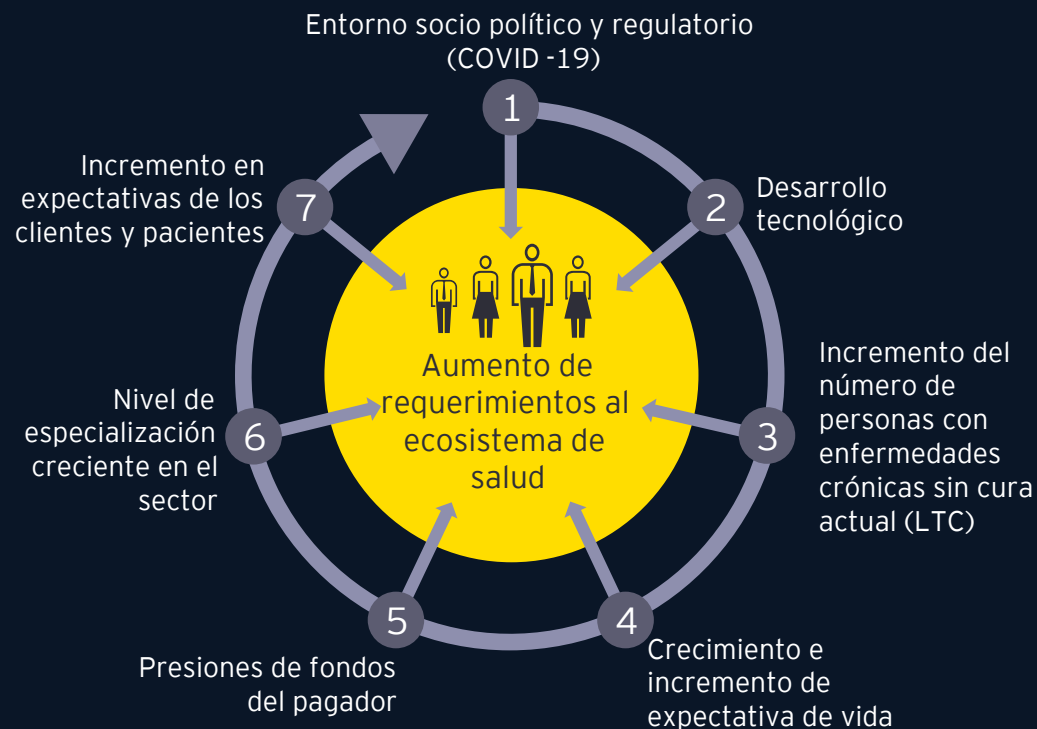 Entorno socio político y regulatorio
(COVID -19)
1
2
Desarrollo
tecnológico
3
Incremento del
número de
personas con
enfermedades
crónicas sin cura
actual (LTC)
4
Crecimiento e
incremento de
expectativa de vida
5
Presiones de fondos
del pagador
6
Nivel de
especialización
creciente en el
sector
7
Incremento en
expectativas de los
clientes y pacientes
Aumento de
requerimientos al
ecosistema de
salud